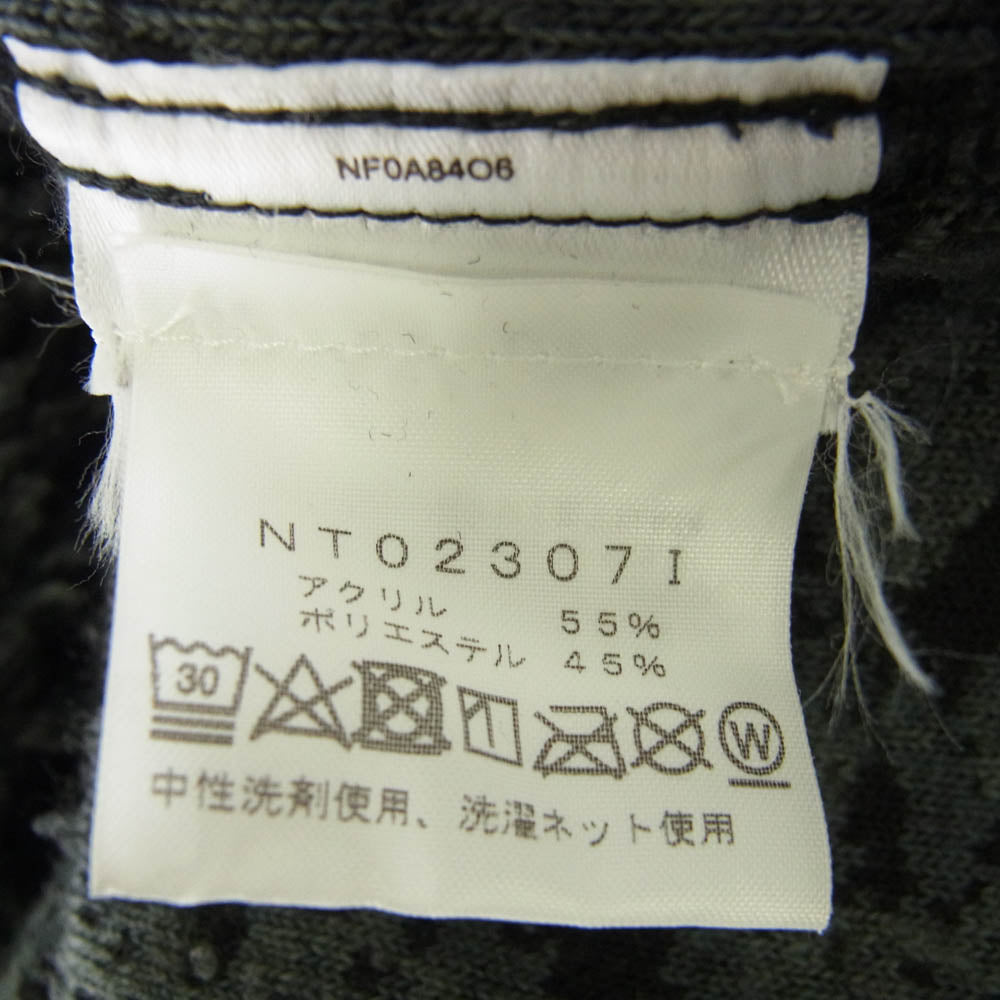 NF0A84O6
NT02307I
アクリル 55%
ポリエステル 45%
30
W
中性洗剤使用、洗濯ネット使用